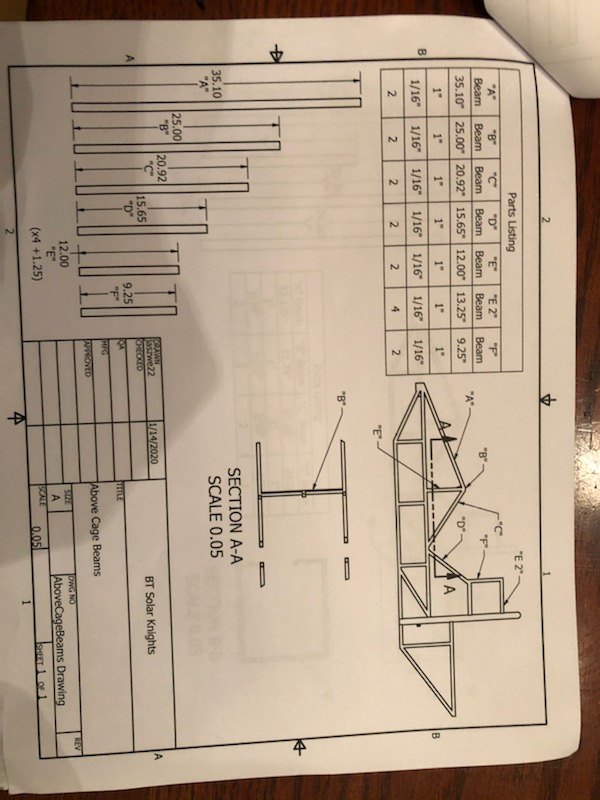 2 1
Parts Listing
"A" Beam "B" Beam "C" Beam "D" Beam "E" Beam "E 2" Beam "F" Beam
35.10" 25.00" 20.92" 15.65" 12.00" 13.25" 9.25"
1" 1" 1" 1" 1" 1" 1"
1/16" 1/16" 1/16" 1/16" 1/16" 1/16" 1/16"
2 2 2 2 2 4 2
"E 2"
"C"
"F"
"B"
"A"
"D"
A A
B B
"E"
"B"
SECTION A-A
SCALE 0.05
35.10
"A"
25.00
"B"
20.92
"C"
15.65
"D"
12.00
"E"
(x4 +1.25)
9.25
"F"
A A
DRAWN
jaszwe22 1/14/2020
CHECKED
QA
MFG
APPROVED
BT Solar Knights
TITLE
Above Cage Beams
SIZE
A
DWG NO
AboveCageBeams Drawing
REV
SCALE
0.05
SHEET 1 OF 1
2 1